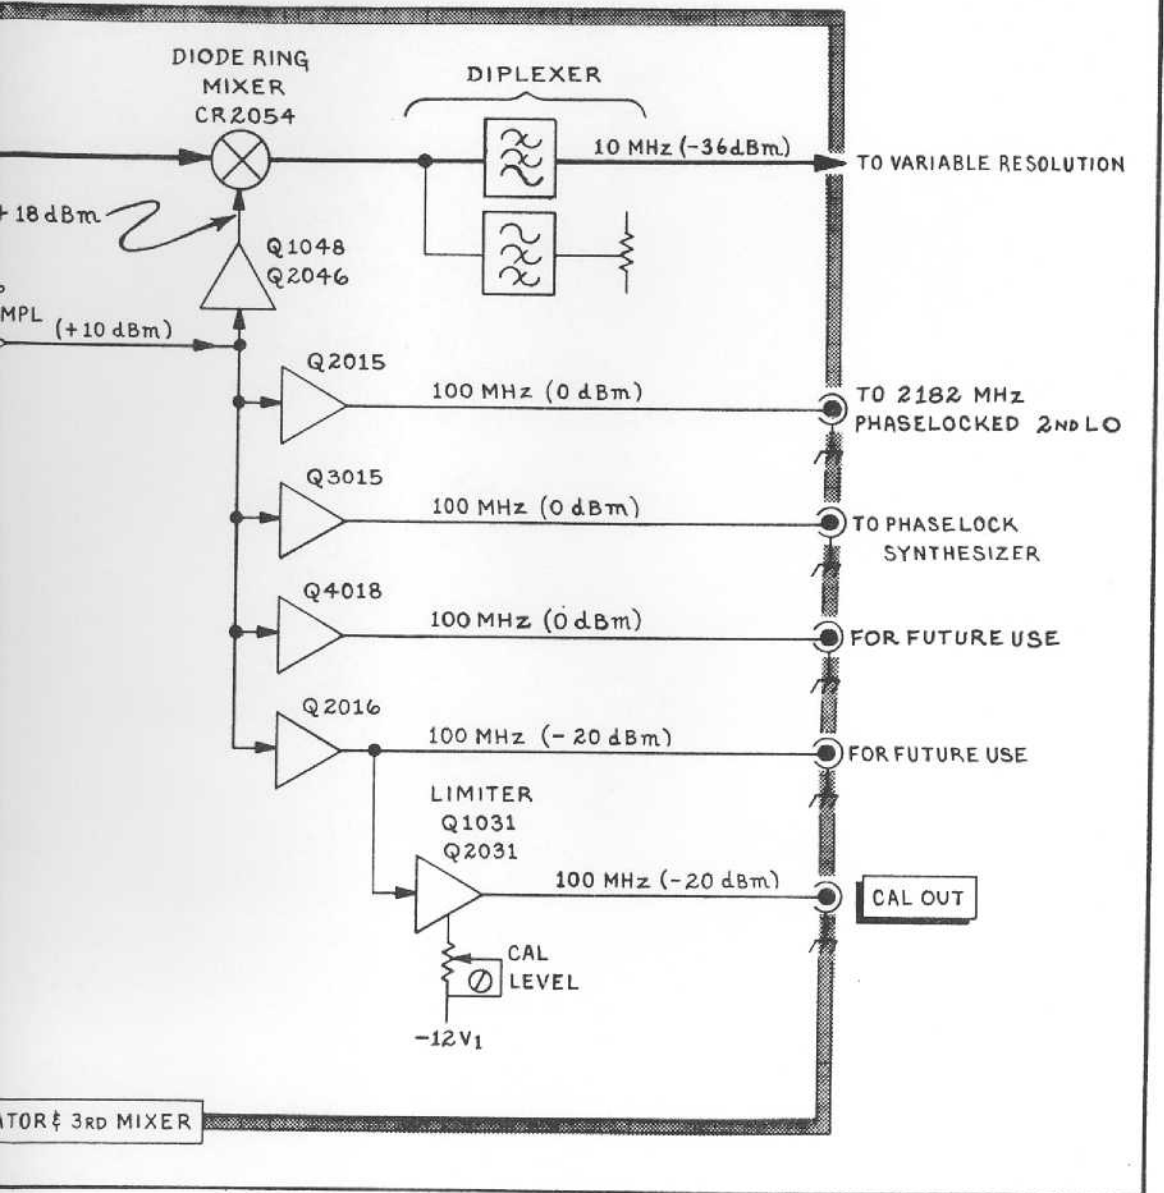 DIODE RING
MIXER
CR2054
DIPLEXER
10 MHz (-36dBm)
TO VARIABLE RESOLUTION
+ 18 dBm
Q1048
Q2046
MPL
(+10 dBm)
Q2015
100 MHz (0 dBm)
TO 2182 MHz
PHASELOCKED 2ND LO
Q3015
100 MHz (0 dBm)
TO PHASELOCK
SYNTHESIZER
Q4018
100 MHz (0 dBm)
FOR FUTURE USE
Q2016
100 MHz (- 20 dBm)
FOR FUTURE USE
LIMITER
Q1031
Q2031
100 MHz (-20 dBm)
CAL OUT
CAL
LEVEL
-12V1
ATOR & 3RD MIXER